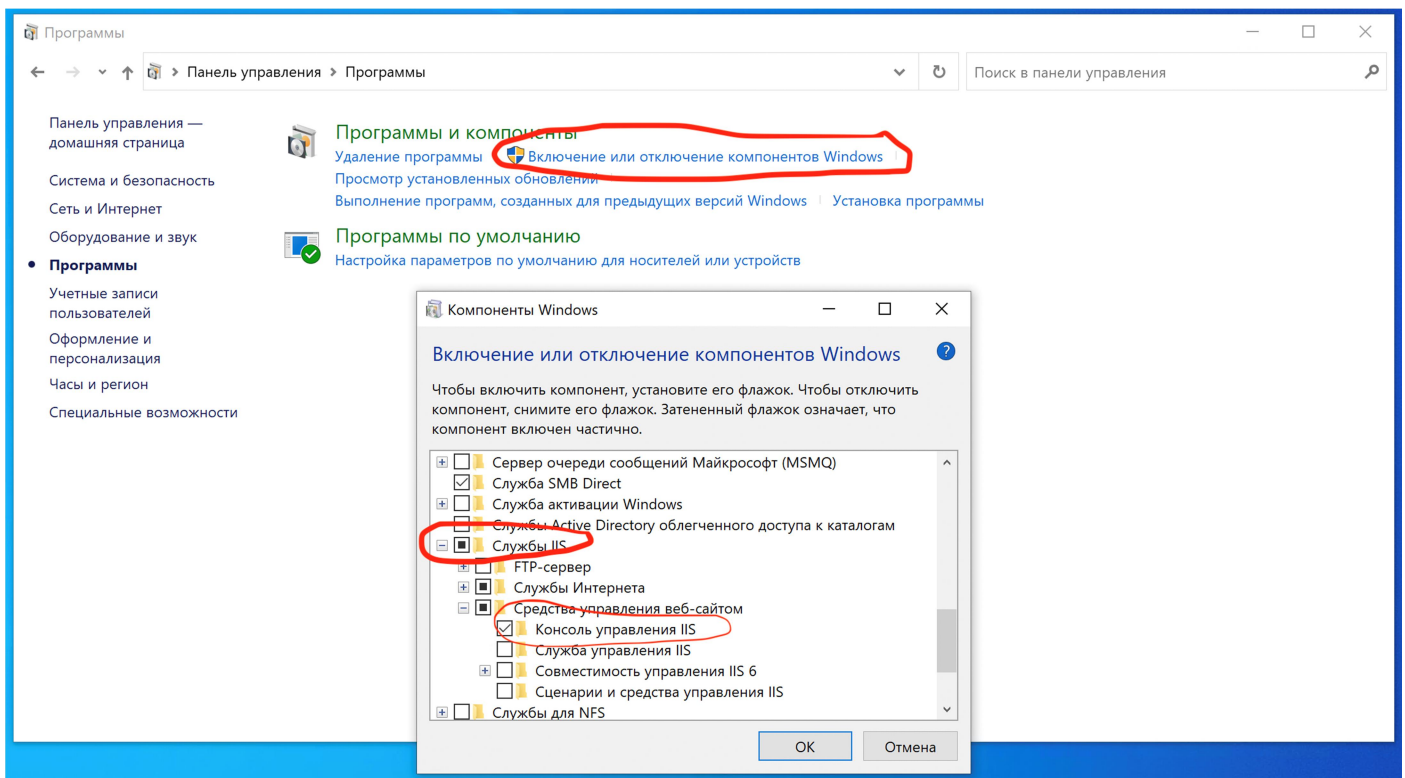 Программы
Панель управления > Программы
Поиск в панели управления
Панель управления —
домашняя страница
Система и безопасность
Сеть и Интернет
Оборудование и звук
Программы
Учетные записи
пользователей
Оформление и
персонализация
Часы и регион
Специальные возможности
Программы и компоненты
Удаление программы
Включение или отключение компонентов Windows
Просмотр установленных обновлений
Выполнение программ, созданных для предыдущих версий Windows
Установка программы
Программы по умолчанию
Настройка параметров по умолчанию для носителей или устройств
Компоненты Windows
Включение или отключение компонентов Windows
Чтобы включить компонент, установите его флажок. Чтобы отключить
компонент, снимите его флажок. Затененный флажок означает, что
компонент включен частично.
Сервер очереди сообщений Майкрософт (MSMQ)
Служба SMB Direct
Служба активации Windows
Службы Active Directory облегченного доступа к каталогам
Службы IIS
FTP-сервер
Службы Интернета
Средства управления веб-сайтом
Консоль управления IIS
Служба управления IIS
Совместимость управления IIS 6
Сценарии и средства управления IIS
Службы для NFS
ОК
Отмена